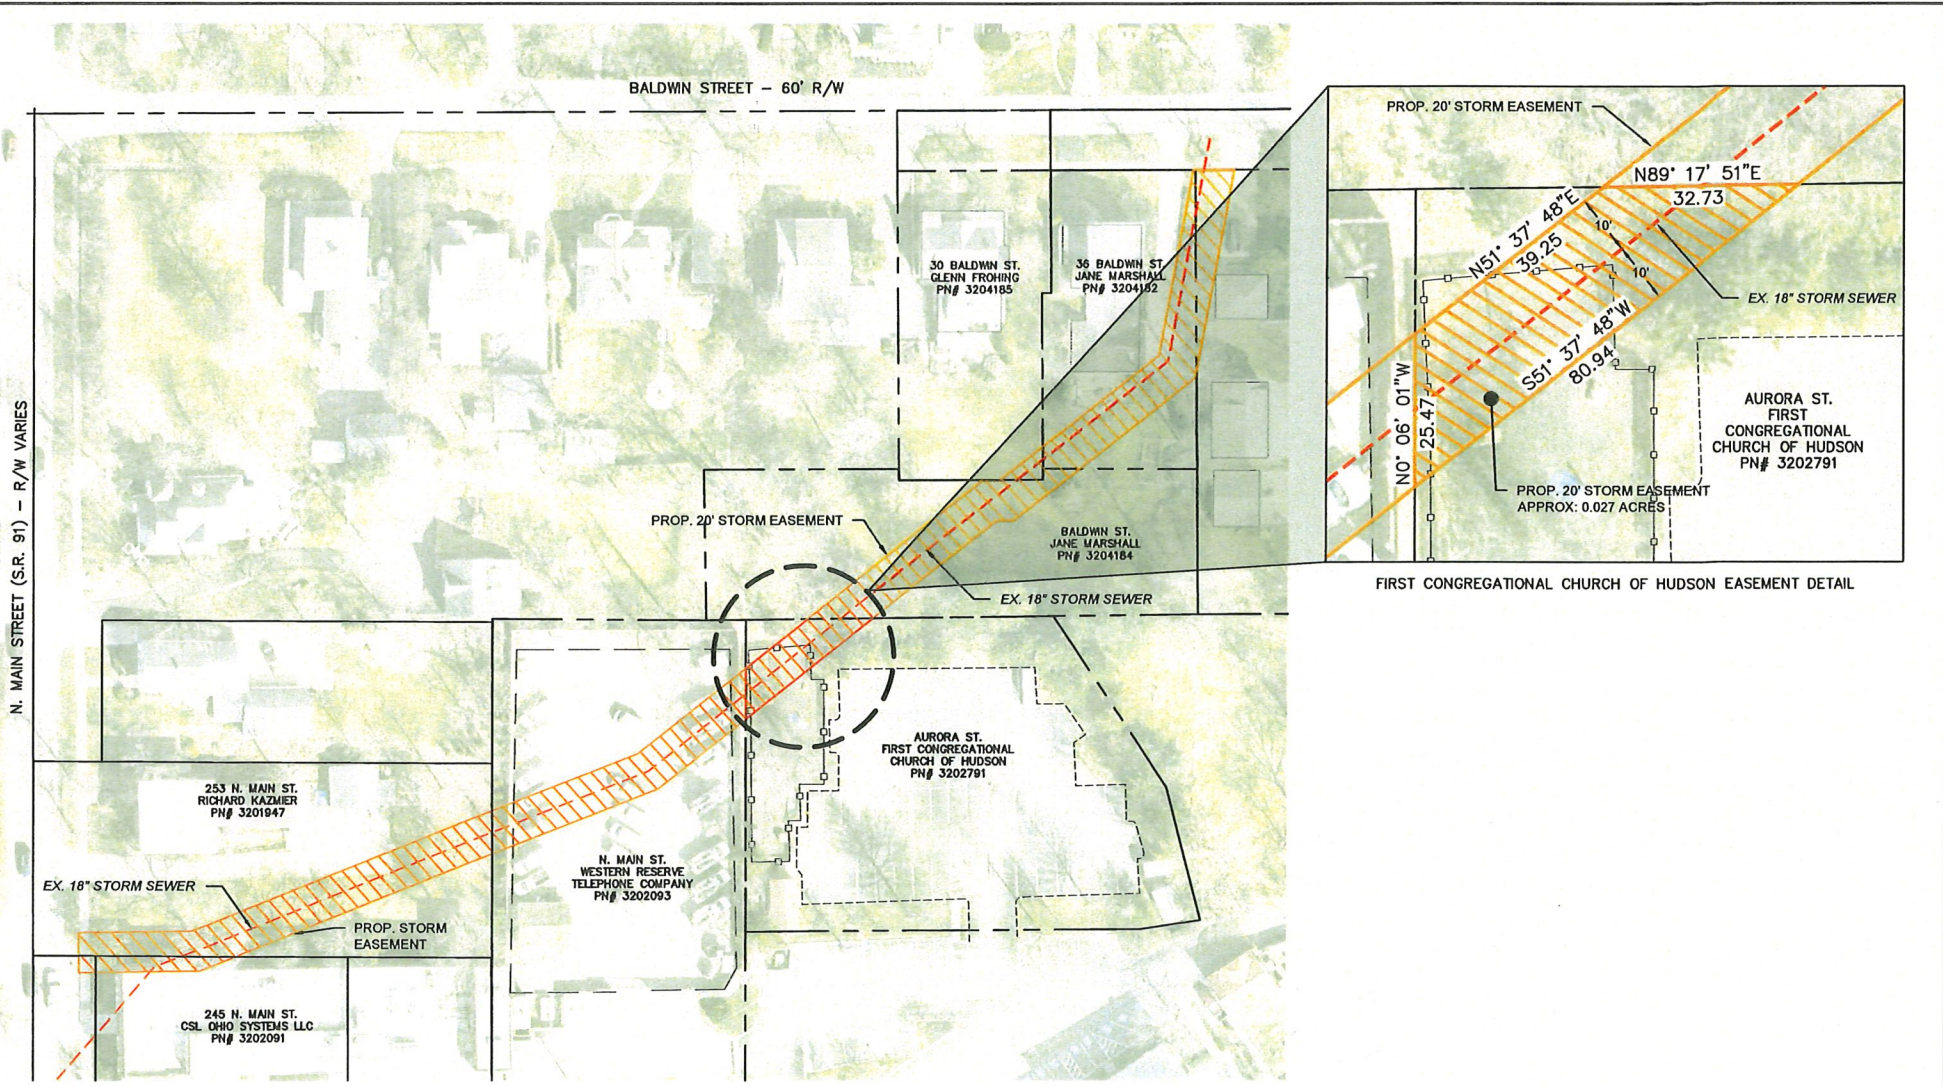 BALDWIN STREET - 60' R/W
N. MAIN STREET (S.R. 91) - R/W VARIES
30 BALDWIN ST.
GLENN FROHING
PN# 3204185
36 BALDWIN ST.
JANE MARSHALL
PN# 3204182
PROP. 20' STORM EASEMENT
BALDWIN ST.
JANE MARSHALL
PN# 3204184
EX. 18" STORM SEWER
253 N. MAIN ST.
RICHARD KAZMIER
PN# 3201947
EX. 18" STORM SEWER
PROP. STORM
EASEMENT
245 N. MAIN ST.
CSL OHIO SYSTEMS LLC
PN# 3202091
N. MAIN ST.
WESTERN RESERVE
TELEPHONE COMPANY
PN# 3202093
AURORA ST.
FIRST CONGREGATIONAL
CHURCH OF HUDSON
PN# 3202791
PROP. 20' STORM EASEMENT
N89° 17' 51"E
32.73
N51° 37' 48"E
39.25
10'
10'
EX. 18" STORM SEWER
S51° 37' 48"W
80.94
N0° 06' 01"W
25.47
AURORA ST.
FIRST
CONGREGATIONAL
CHURCH OF HUDSON
PN# 3202791
PROP. 20' STORM EASEMENT
APPROX: 0.027 ACRES
FIRST CONGREGATIONAL CHURCH OF HUDSON EASEMENT DETAIL